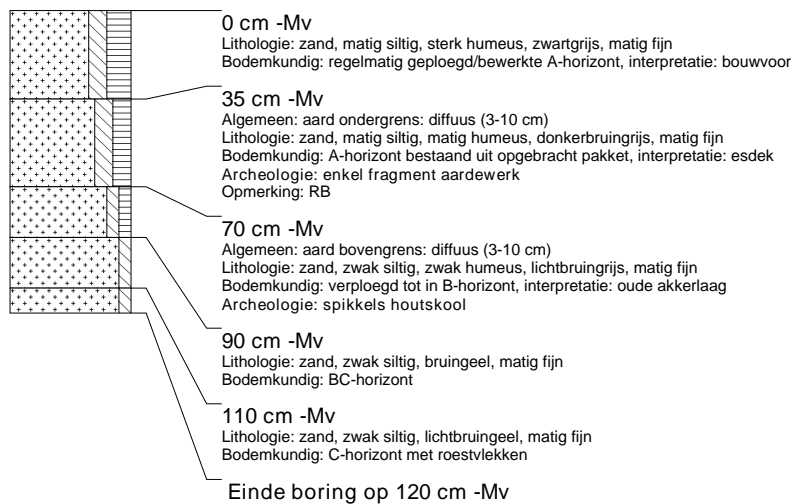 0 cm -Mv
Lithologie: zand, matig siltig, sterk humeus, zwartgrijs, matig fijn
Bodemkundig: regelmatig geploegd/bewerkte A-horizont, interpretatie: bouwvoor
35 cm -Mv
Algemeen: aard ondergrens: diffuus (3-10 cm)
Lithologie: zand, matig siltig, matig humeus, donkerbruingrijs, matig fijn
Bodemkundig: A-horizont bestaand uit opgebracht pakket, interpretatie: esdek
Archeologie: enkel fragment aardewerk
Opmerking: RB
70 cm -Mv
Algemeen: aard bovengrens: diffuus (3-10 cm)
Lithologie: zand, zwak siltig, zwak humeus, lichtbruingrijs, matig fijn
Bodemkundig: verploegd tot in B-horizont, interpretatie: oude akkerlaag
Archeologie: spikkels houtskool
90 cm -Mv
Lithologie: zand, zwak siltig, bruingeel, matig fijn
Bodemkundig: BC-horizont
110 cm -Mv
Lithologie: zand, zwak siltig, lichtbruingeel, matig fijn
Bodemkundig: C-horizont met roestvlekken
Einde boring op 120 cm -Mv